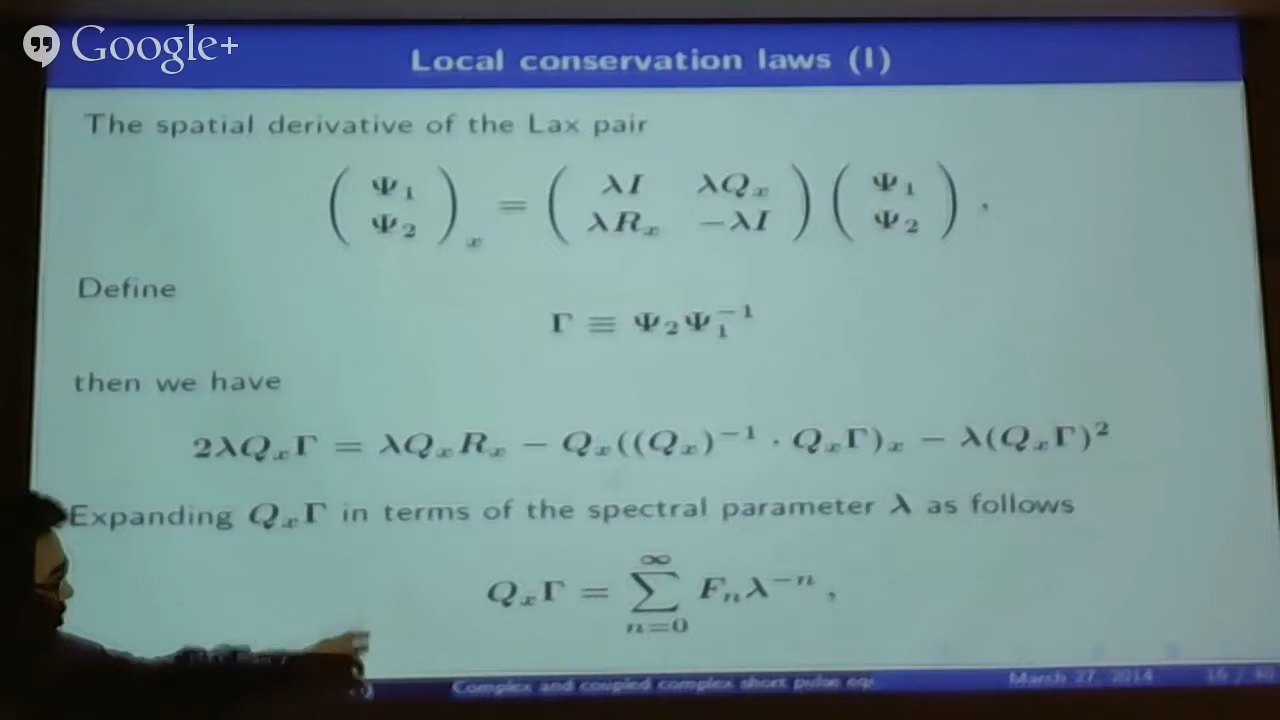 Google+
Local conservation laws (I)
The spatial derivative of the Lax pair
( Ψ₁ Ψ₂ )ₓ = ( λI λQₓ λRₓ −λI ) ( Ψ₁ Ψ₂ ) ,
Define
Γ ≡ Ψ₂Ψ₁⁻¹
then we have
2λQₓΓ = λQₓRₓ − Qₓ((Qₓ)⁻¹ · QₓΓ)ₓ − λ(QₓΓ)²
Expanding QₓΓ in terms of the spectral parameter λ as follows
QₓΓ = ∑ₙ₌₀^∞ Fₙλ⁻ⁿ ,
Complex and coupled complex short pulse equ
March 27, 2014